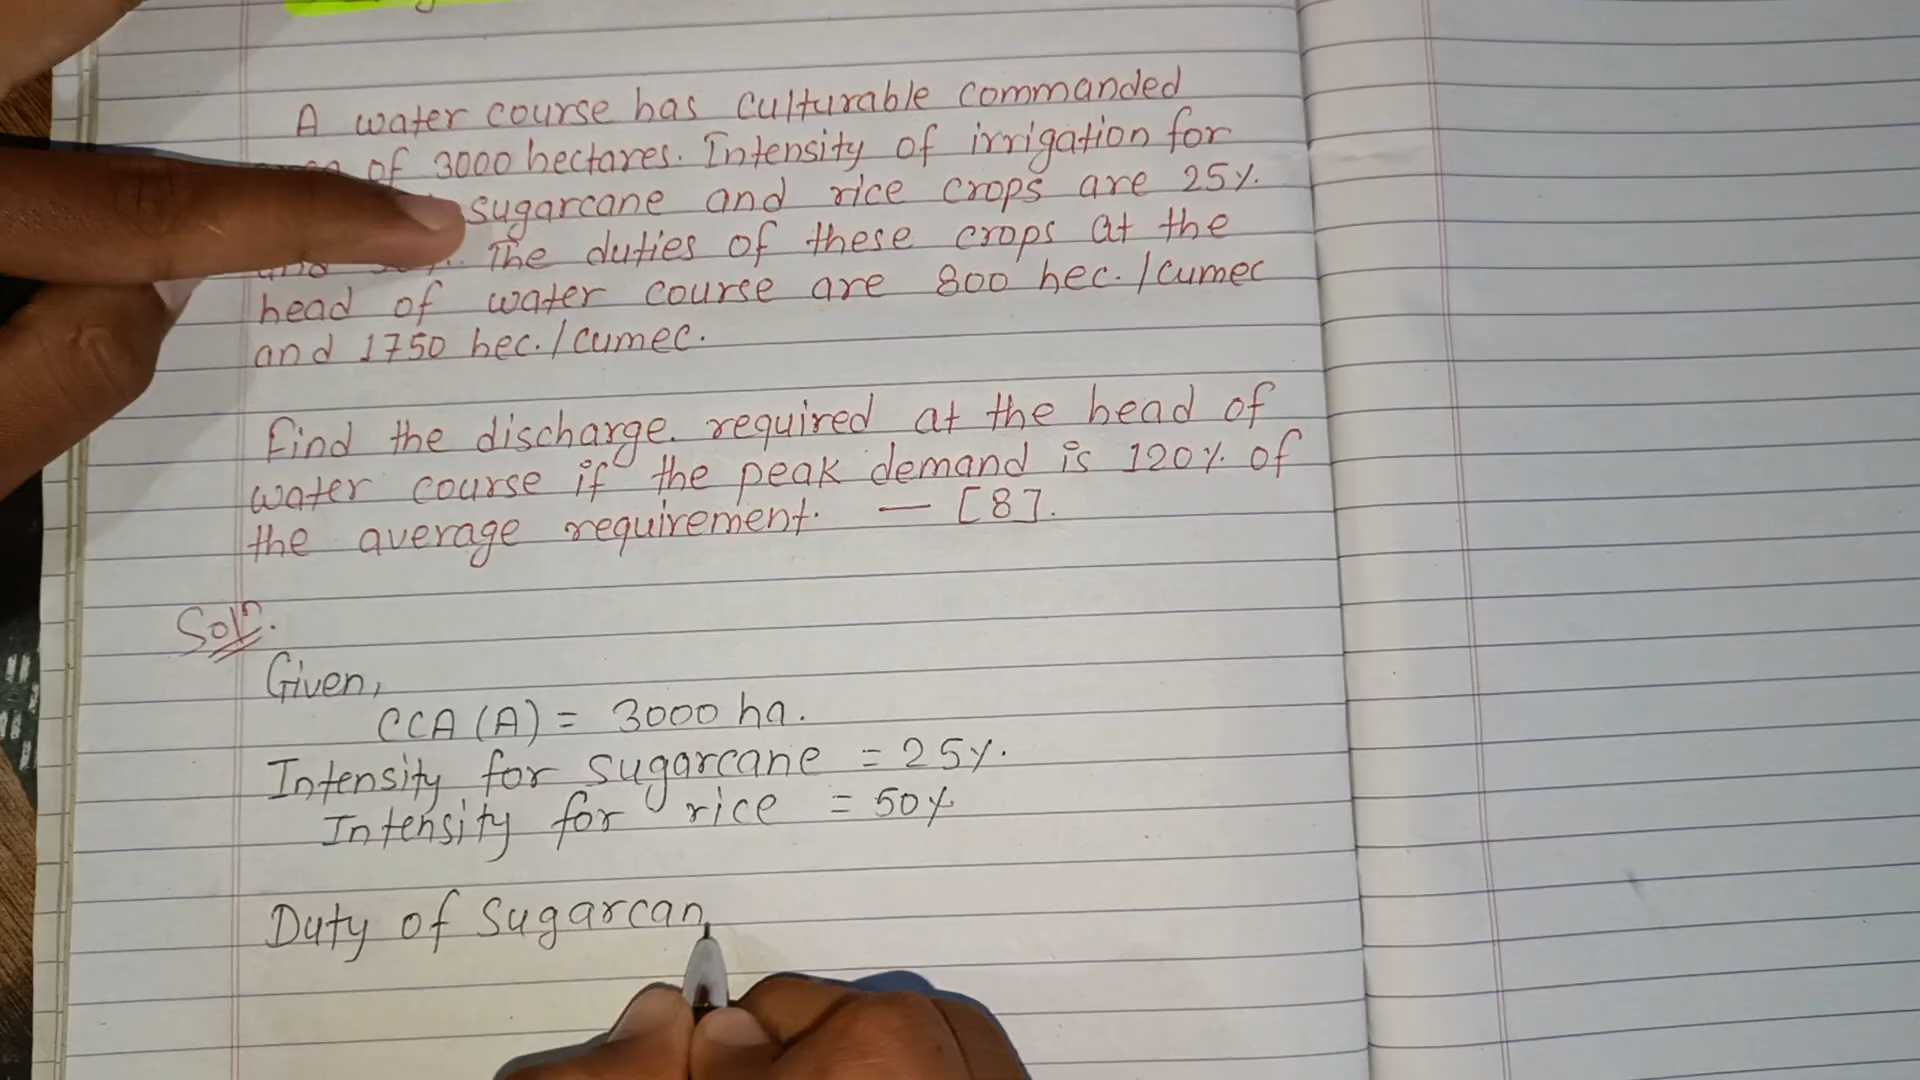 A water course has culturable commanded
of 3000 hectares. Intensity of irrigation for
sugarcane and rice crops are 25%.
The duties of these crops at the
head of water course are 800 hec./cumec
and 1750 hec./cumec.
Find the discharge. required at the head of
water course if the peak demand is 120% of
the average requirement. — [8].
Soln.
Given,
CCA (A) = 3000 ha.
Intensity for sugarcane = 25%.
Intensity for rice = 50%
Duty of Sugarcan